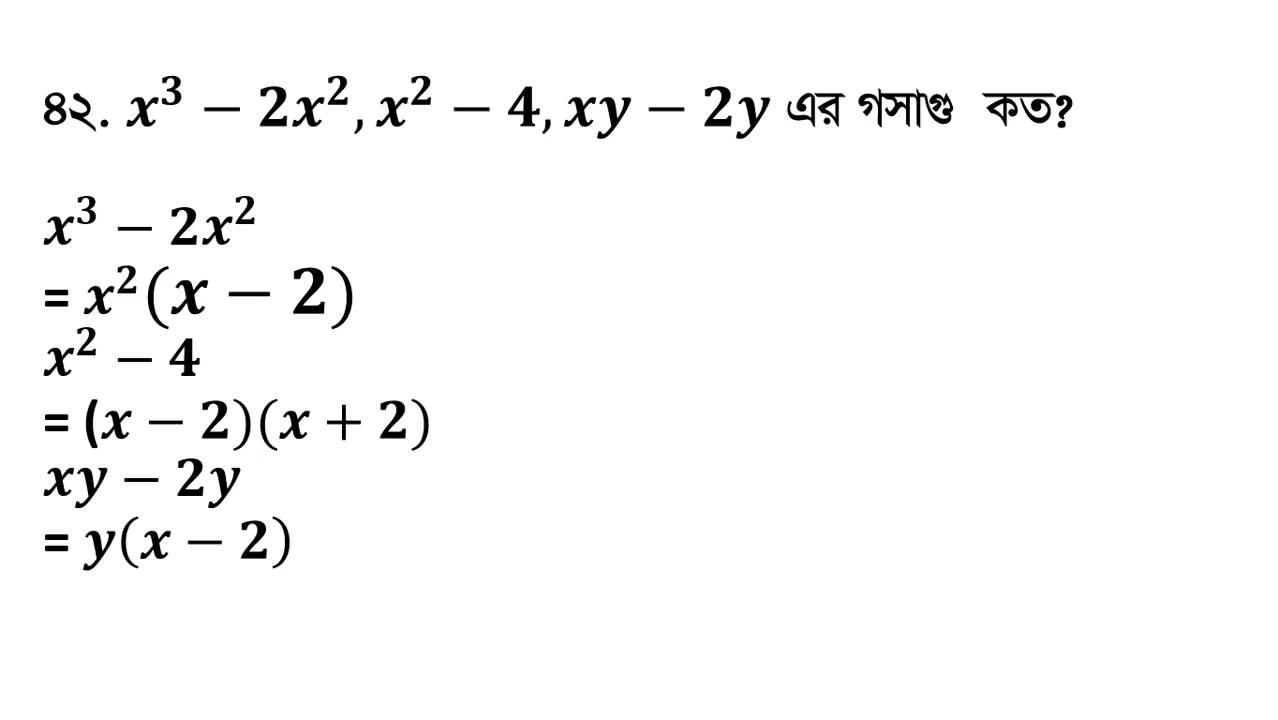 ৪২. x³ − 2x², x² − 4, xy − 2y এর গসাগু কত?
x³ − 2x²
= x²(x − 2)
x² − 4
= (x − 2)(x + 2)
xy − 2y
= y(x − 2)